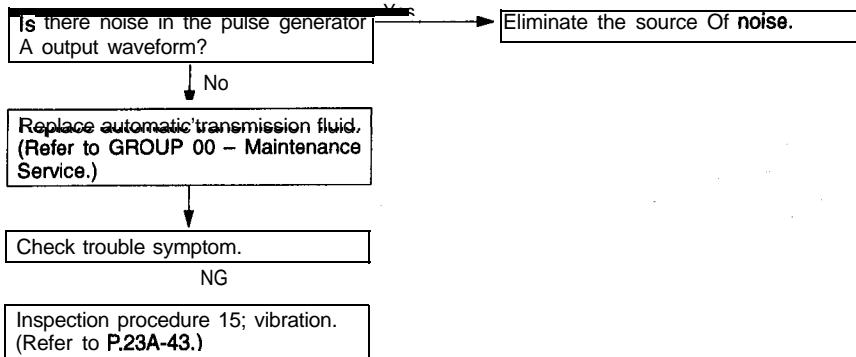 Is there noise in the pulse generator
A output waveform?
Yes
Eliminate the source Of noise.
No
Replace automatic transmission fluid.
(Refer to GROUP 00 – Maintenance
Service.)
Check trouble symptom.
NG
Inspection procedure 15; vibration.
(Refer to P.23A-43.)